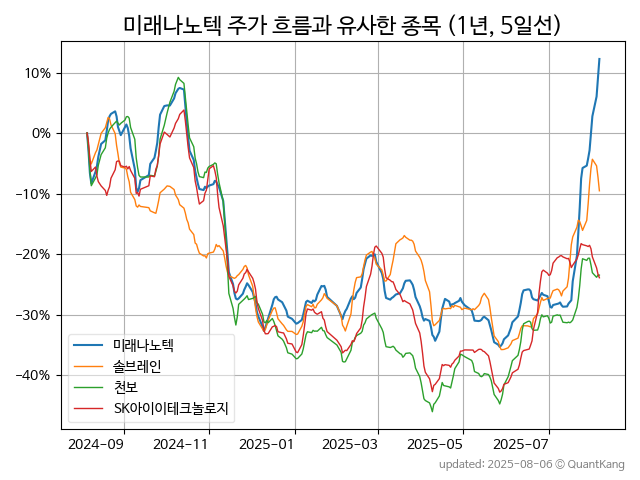 미래나노텍 주가 흐름과 유사한 종목 (1년, 5일선)
10%
0%
−10%
−20%
−30%
−40%
미래나노텍
솔브레인
천보
SK아이이테크놀로지
2024-09 2024-11 2025-01 2025-03 2025-05 2025-07
updated: 2025-08-06 © QuantKang